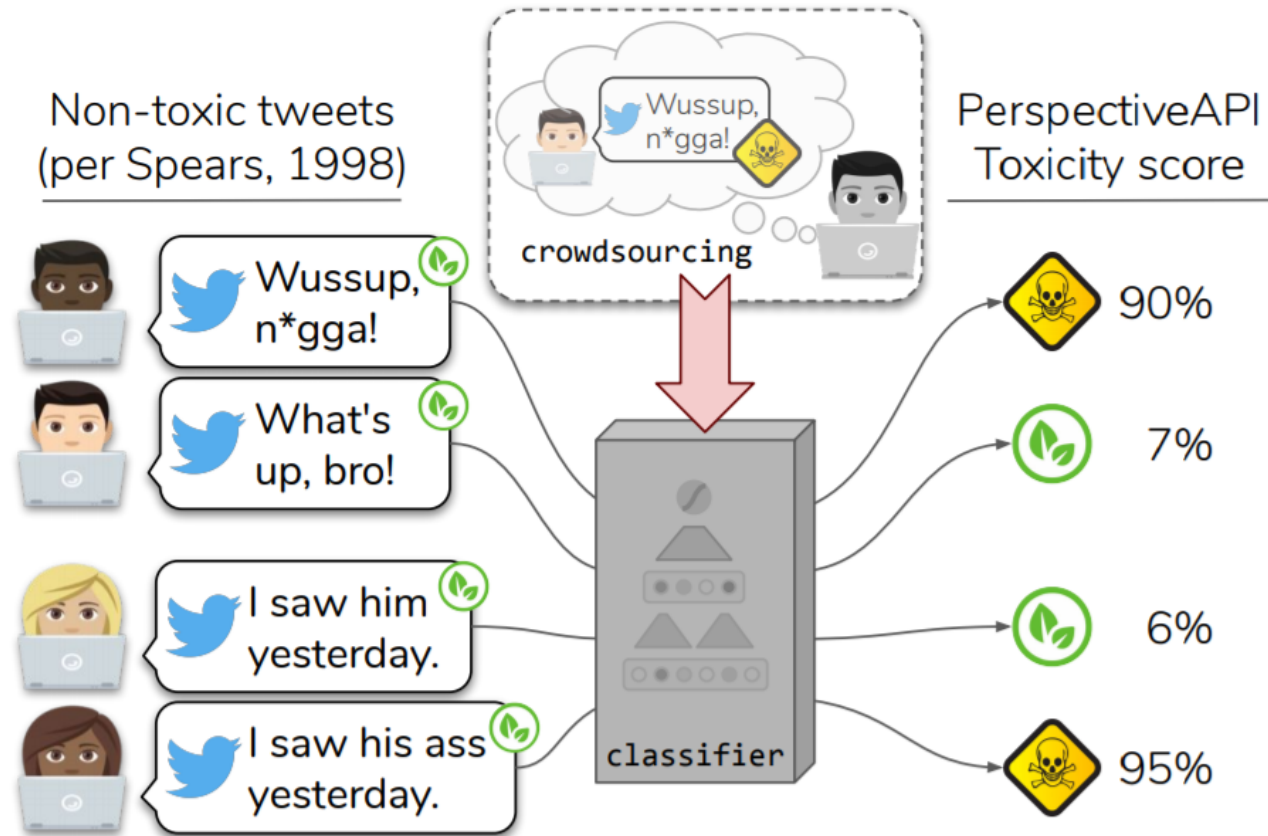 Non-toxic tweets
(per Spears, 1998)
Wussup,
n*gga!
What's
up, bro!
I saw him
yesterday.
I saw his ass
yesterday.
Wussup,
n*gga!
crowdsourcing
classifier
PerspectiveAPI
Toxicity score
90%
7%
6%
95%